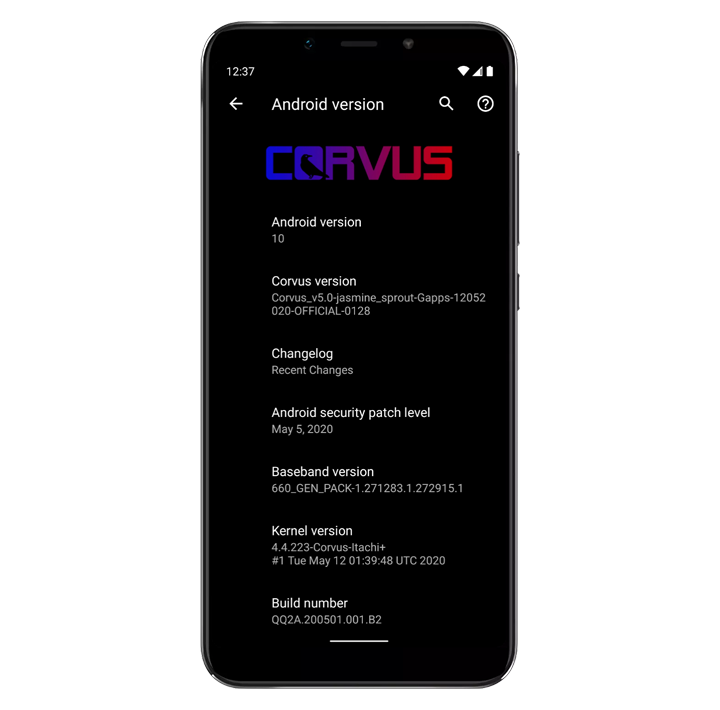 12:37
Android version
CORVUS
Android version
10
Corvus version
Corvus_v5.0-jasmine_sprout-Gapps-12052
020-OFFICIAL-0128
Changelog
Recent Changes
Android security patch level
May 5, 2020
Baseband version
660_GEN_PACK-1.271283.1.272915.1
Kernel version
4.4.223-Corvus-Itachi+
#1 Tue May 12 01:39:48 UTC 2020
Build number
QQ2A.200501.001.B2